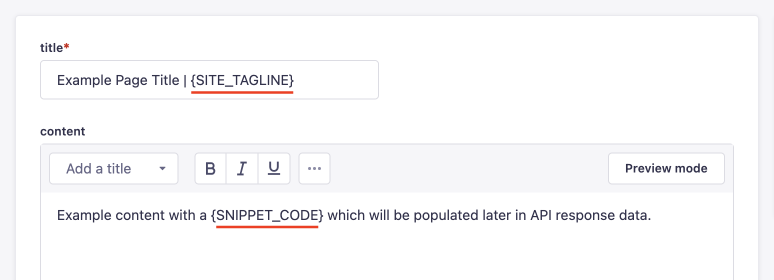 title*
Example Page Title | {SITE_TAGLINE}
content
Add a title B I U ... Preview mode
Example content with a {SNIPPET_CODE} which will be populated later in API response data.